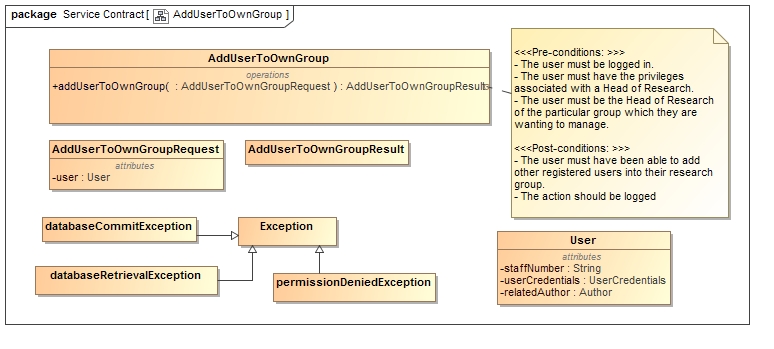 package Service Contract [ AddUserToOwnGroup ]
AddUserToOwnGroup
operations
+addUserToOwnGroup( : AddUserToOwnGroupRequest ) : AddUserToOwnGroupResult
<<<Pre-conditions: >>>
- The user must be logged in.
- The user must have the privileges
associated with a Head of Research.
- The user must be the Head of Research
of the particular group which they are
wanting to manage.
<<<Post-conditions: >>>
- The user must have been able to add
other registered users into their research
group.
- The action should be logged
AddUserToOwnGroupRequest
attributes
-user : User
AddUserToOwnGroupResult
databaseCommitException
Exception
databaseRetrievalException
permissionDeniedException
User
attributes
-staffNumber : String
-userCredentials : UserCredentials
-relatedAuthor : Author